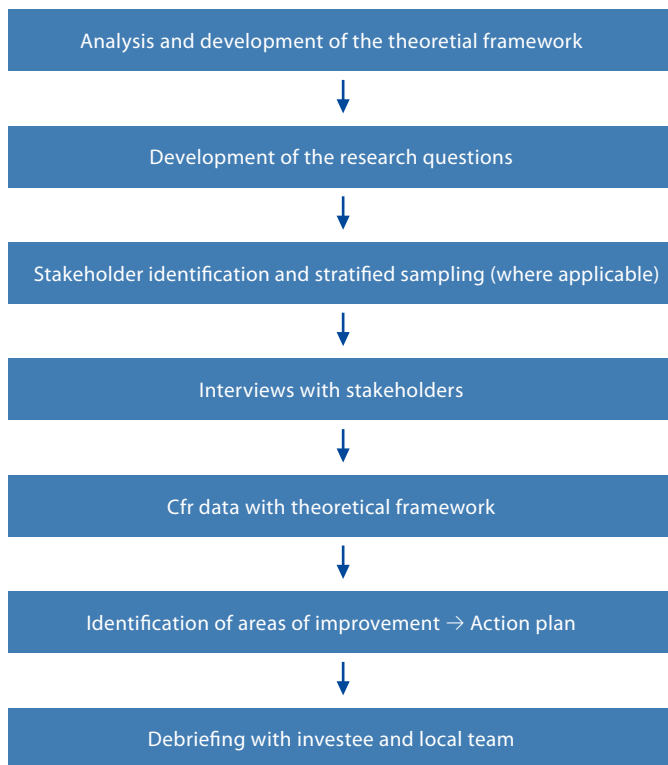 Analysis and development of the theoretial framework
Development of the research questions
Stakeholder identification and stratified sampling (where applicable)
Interviews with stakeholders
Cfr data with theoretical framework
Identification of areas of improvement → Action plan
Debriefing with investee and local team